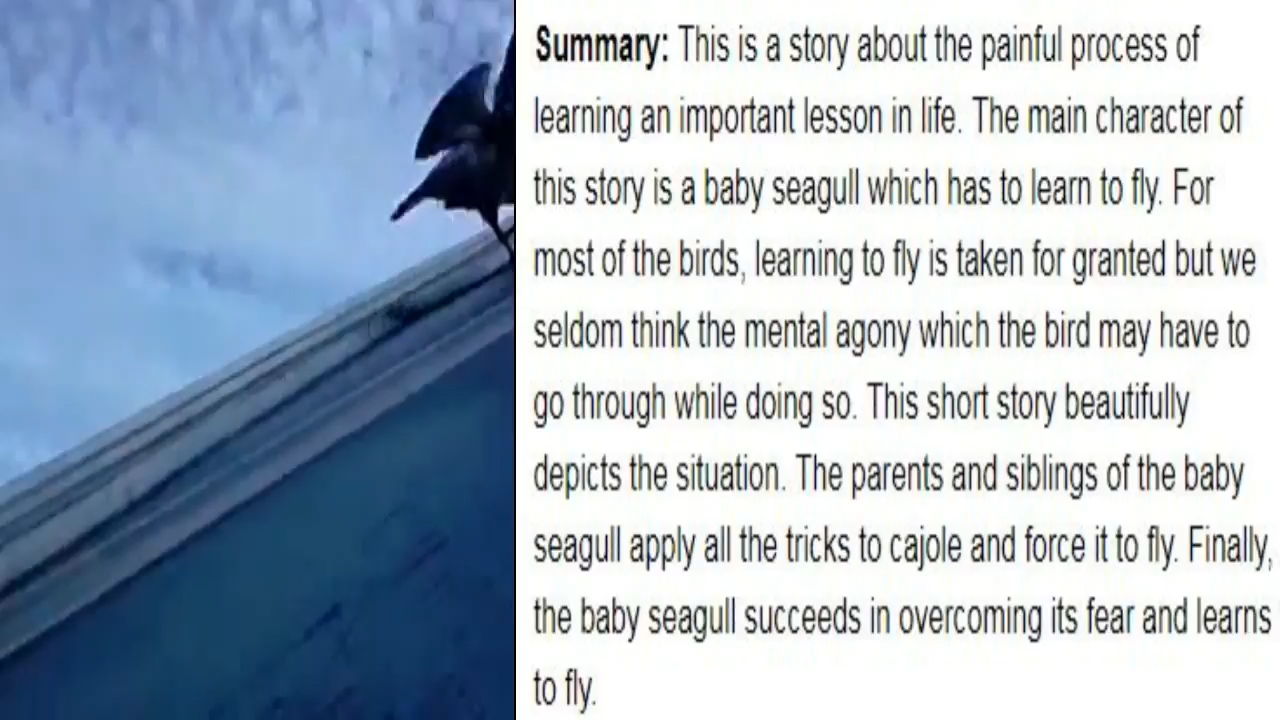 Summary: This is a story about the painful process of
learning an important lesson in life. The main character of
this story is a baby seagull which has to learn to fly. For
most of the birds, learning to fly is taken for granted but we
seldom think the mental agony which the bird may have to
go through while doing so. This short story beautifully
depicts the situation. The parents and siblings of the baby
seagull apply all the tricks to cajole and force it to fly. Finally,
the baby seagull succeeds in overcoming its fear and learns
to fly.